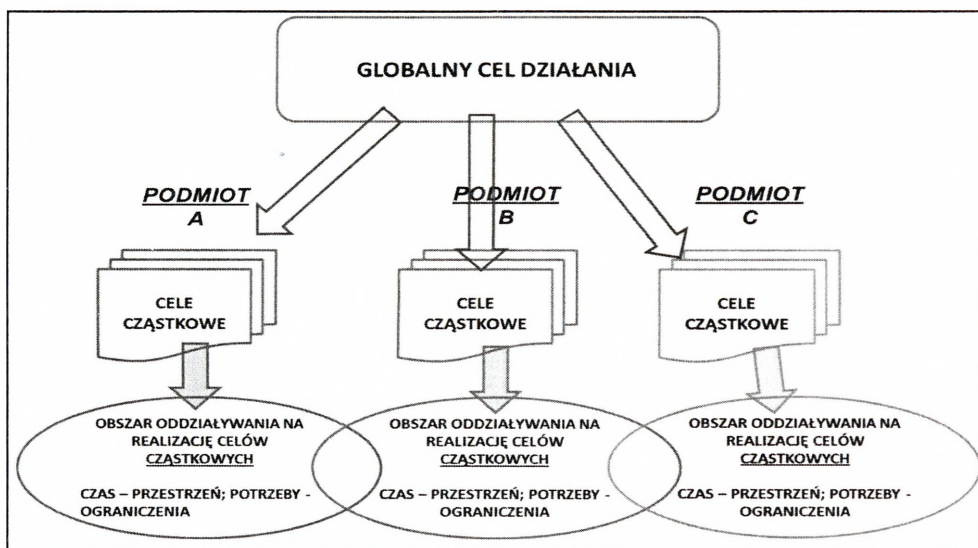 GLOBALNY CEL DZIAŁANIA
PODMIOT
A
PODMIOT
B
PODMIOT
C
CELE
CZĄSTKOWE
CELE
CZĄSTKOWE
CELE
CZĄSTKOWE
OBSZAR ODDZIAŁYWANIA NA
REALIZACJĘ CELÓW
CZĄSTKOWYCH
CZAS – PRZESTRZEŃ; POTRZEBY -
OGRANICZENIA
OBSZAR ODDZIAŁYWANIA NA
REALIZACJĘ CELÓW
CZĄSTKOWYCH
CZAS – PRZESTRZEŃ; POTRZEBY -
OGRANICZENIA
OBSZAR ODDZIAŁYWANIA NA
REALIZACJĘ CELÓW
CZĄSTKOWYCH
CZAS – PRZESTRZEŃ; POTRZEBY -
OGRANICZENIA